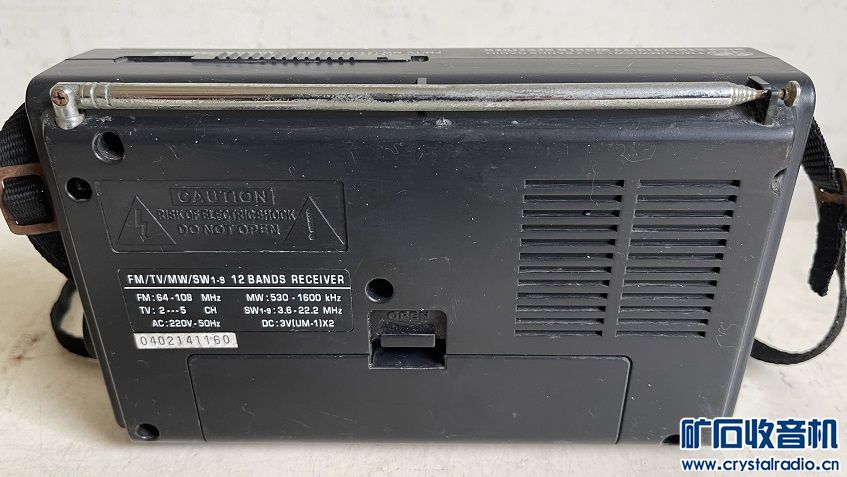 CAUTION
RISK OF ELECTRIC SHOCK
DO NOT OPEN
FM/TV/MW/SW1-9 12 BANDS RECEIVER
FM:64-108 MHz MW:530-1600 kHz
TV:2---5 CH SW1-9:3.6-22.2 MHz
AC:220V-50Hz DC:3V(UM-1)X2
0402141160
OPEN
矿石收音机
www.crystalradio.cn